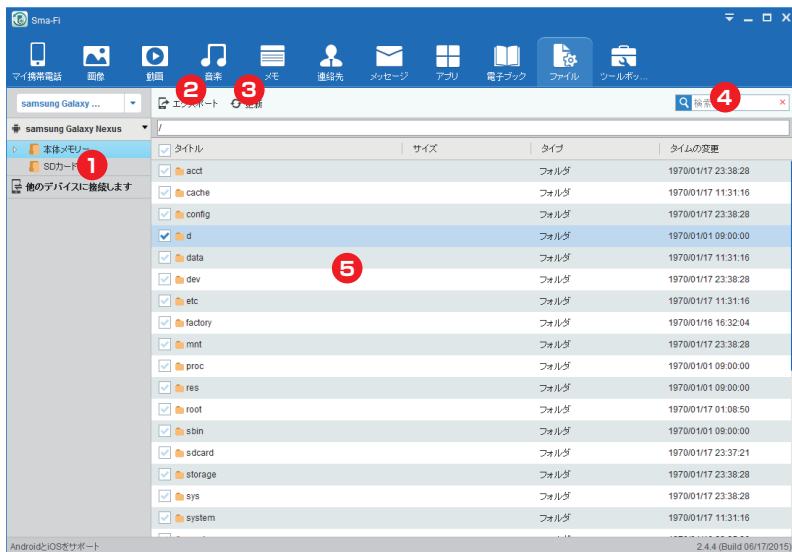 Sma-Fi
マイ携帯電話 画像 動画 音楽 メモ 連絡先 メッセージ アプリ 電子ブック ファイル ツールボッ...
samsung Galaxy ... 2 エクスポート 3 更新 4
samsung Galaxy Nexus /
本体メモリー タイトル サイズ タイプ タイムの変更
SDカード 1
他のデバイスに接続します
acct フォルダ 1970/01/17 23:38:28
cache フォルダ 1970/01/17 11:31:16
config フォルダ 1970/01/17 23:38:28
d フォルダ 1970/01/01 09:00:00
data フォルダ 1970/01/17 11:31:16
5
dev フォルダ 1970/01/17 23:38:28
etc フォルダ 1970/01/17 11:31:16
factory フォルダ 1970/01/16 16:32:04
mnt フォルダ 1970/01/17 23:38:28
proc フォルダ 1970/01/01 09:00:00
res フォルダ 1970/01/01 09:00:00
root フォルダ 1970/01/17 01:08:50
sbin フォルダ 1970/01/01 09:00:00
sdcard フォルダ 1970/01/17 23:37:21
storage フォルダ 1970/01/17 23:38:28
sys フォルダ 1970/01/17 23:38:28
system フォルダ 1970/01/17 11:31:16
AndroidとiOSをサポート 2.4.4 (Build 06/17/2015)